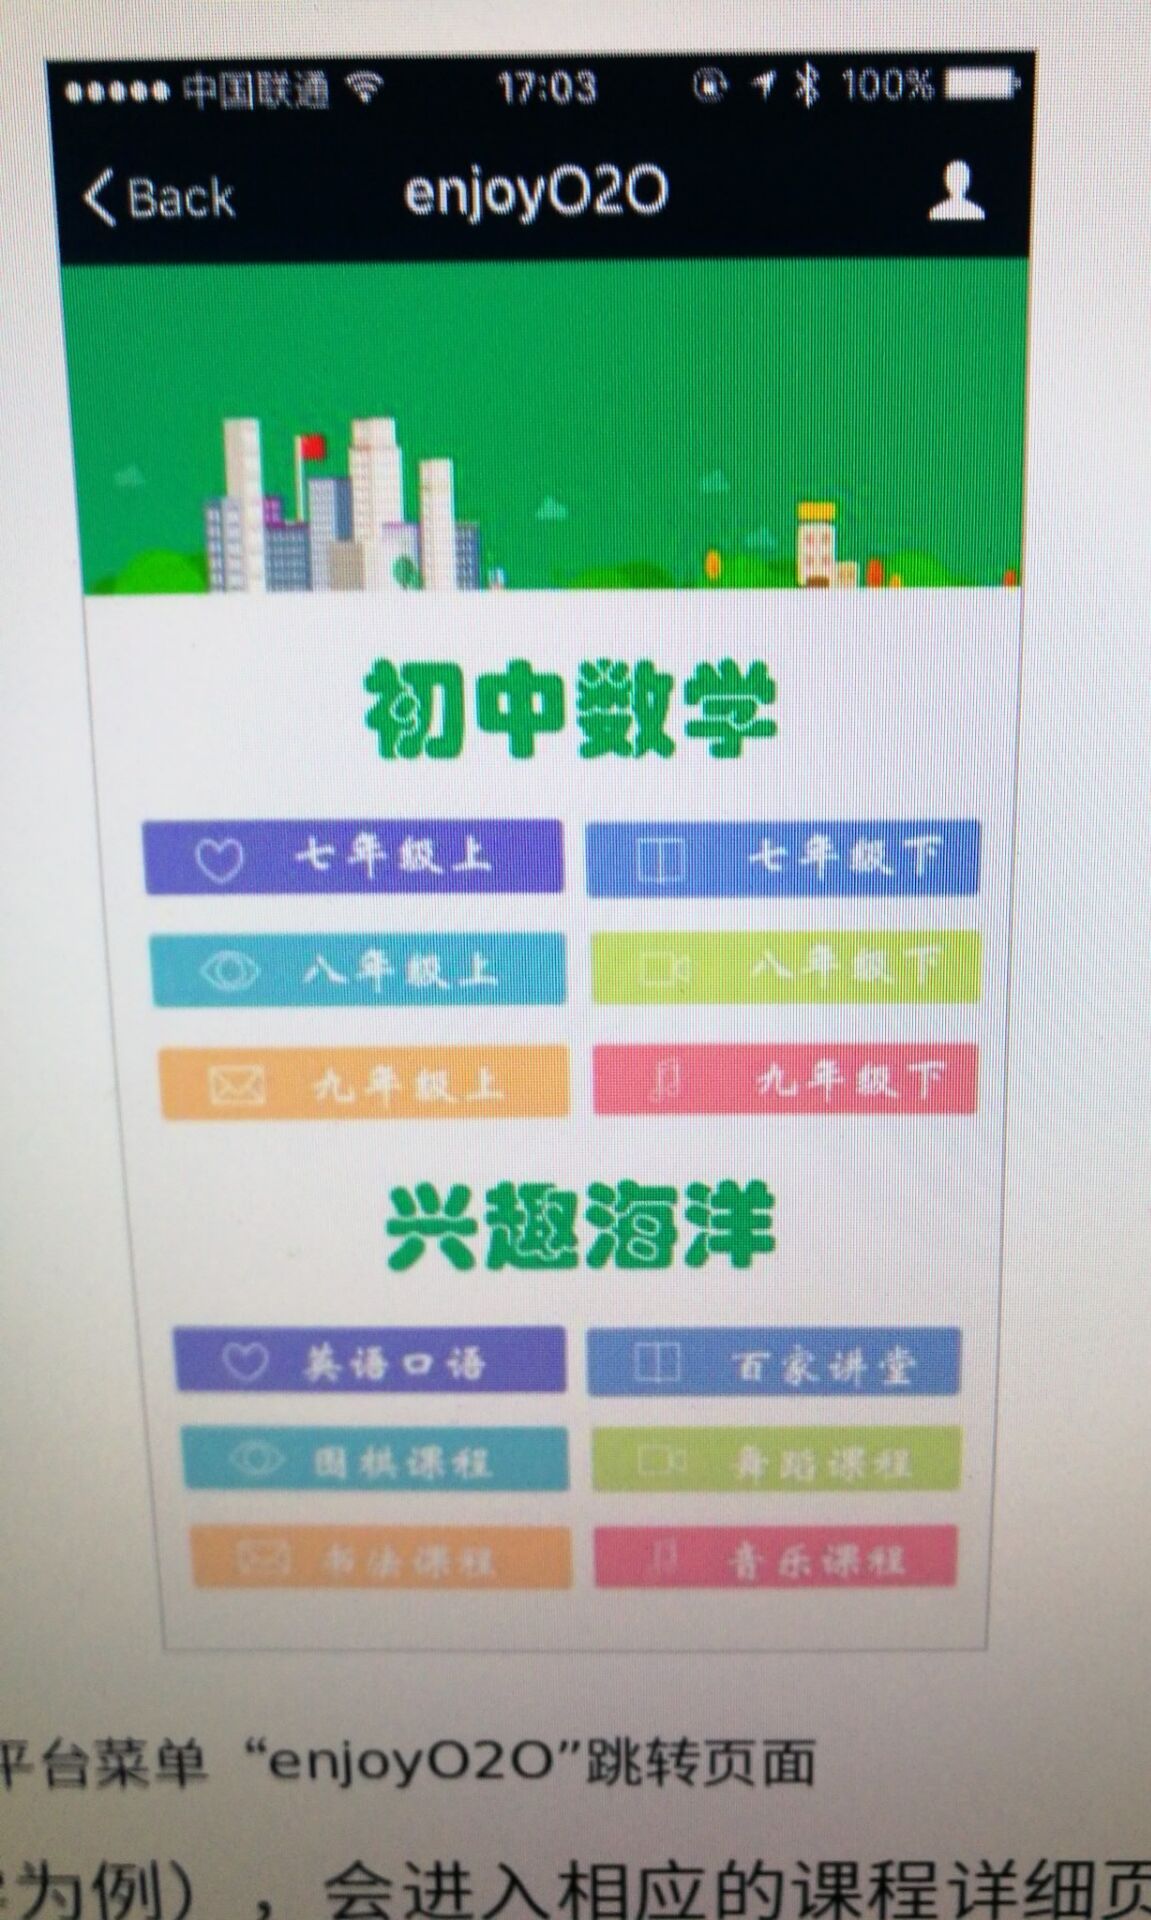 中国联通 17:03 100%
Back enjoyO2O
初中数学
七年级上 七年级下
八年级上 八年级下
九年级上 九年级下
兴趣海洋
英语口语 百家讲堂
围棋课程 舞蹈课程
书法课程 音乐课程
平台菜单“enjoyO2O”跳转页面
为例），会进入相应的课程详细页